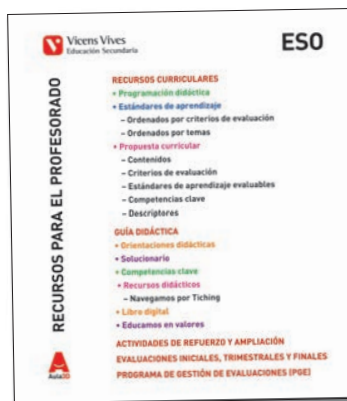 Vicens Vives
Educación Secundaria
ESO
RECURSOS PARA EL PROFESORADO
RECURSOS CURRICULARES
• Programación didáctica
• Estándares de aprendizaje
– Ordenados por criterios de evaluación
– Ordenados por temas
• Propuesta curricular
– Contenidos
– Criterios de evaluación
– Estándares de aprendizaje evaluables
– Competencias clave
– Descriptores
GUÍA DIDÁCTICA
• Orientaciones didácticas
• Solucionario
• Competencias clave
• Recursos didácticos
– Navegamos por Tiching
• Libro digital
• Educamos en valores
ACTIVIDADES DE REFUERZO Y AMPLIACIÓN
EVALUACIONES INICIALES, TRIMESTRALES Y FINALES
PROGRAMA DE GESTIÓN DE EVALUACIONES (PGE)
Aula3D